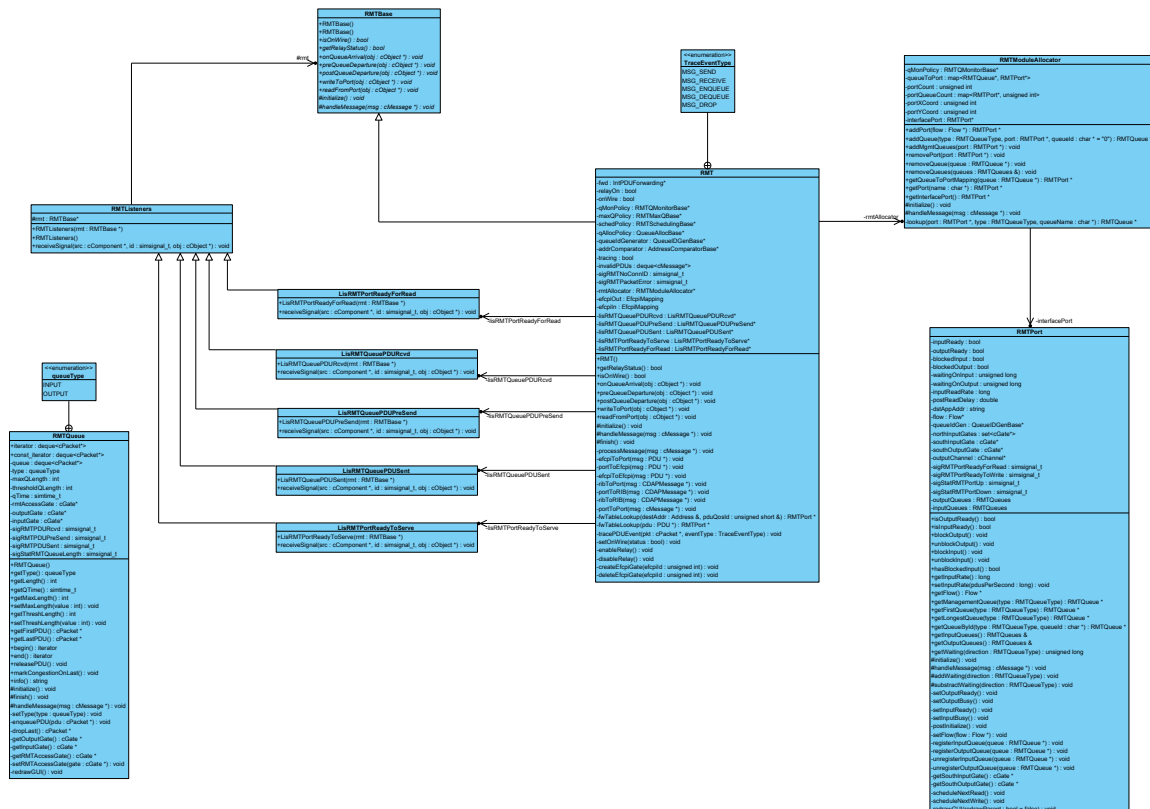 RMTBase
+RMTBase()
+RMTBase()
+isOnWire() : bool
+getRelayStatus() : bool
+onQueueArrival(obj : cObject *) : void
+preQueueDeparture(obj : cObject *) : void
+postQueueDeparture(obj : cObject *) : void
+writeToPort(obj : cObject *) : void
+readFromPort(obj : cObject *) : void
#initialize() : void
#handleMessage(msg : cMessage *) : void
#rmt
<<enumeration>>
TraceEventType
MSG_SEND
MSG_RECEIVE
MSG_ENQUEUE
MSG_DEQUEUE
MSG_DROP
RMTModuleAllocator
-qMonPolicy : RMTQMonitorBase*
-queueToPort : map<RMTQueue*, RMTPort*>
-portCount : unsigned int
-portQueueCount : map<RMTPort*, unsigned int>
-portXCoord : unsigned int
-portYCoord : unsigned int
-interfacePort : RMTPort*
+addPort(flow : Flow *) : RMTPort *
+addQueue(type : RMTQueueType, port : RMTPort *, queueId : char * = "0") : RMTQueue
+addMgmtQueues(port : RMTPort *) : void
+removePort(port : RMTPort *) : void
+removeQueue(queue : RMTQueue *) : void
+removeQueues(queues : RMTQueues &) : void
+getQueueToPortMapping(queue : RMTQueue *) : RMTPort *
+getPort(name : char *) : RMTPort *
+getInterfacePort() : RMTPort *
#initialize() : void
#handleMessage(msg : cMessage *) : void
-lookup(port : RMTPort *, type : RMTQueueType, queueName : char *) : RMTQueue *
-rmtAllocator
-interfacePort
RMTListeners
#rmt : RMTBase*
+RMTListeners(rmt : RMTBase *)
+RMTListeners()
+receiveSignal(src : cComponent *, id : simsignal_t, obj : cObject *) : void
RMT
-fwd : IntPDUForwarding*
-relayOn : bool
-onWire : bool
-qMonPolicy : RMTQMonitorBase*
-maxQPolicy : RMTMaxQBase*
-schedPolicy : RMTSchedulingBase*
-qAllocPolicy : QueueAllocBase*
-queueIdGenerator : QueueIDGenBase*
-addrComparator : AddressComparatorBase*
-tracing : bool
-invalidPDUs : deque<cMessage*>
-sigRMTNoConnID : simsignal_t
-sigRMTPacketError : simsignal_t
-rmtAllocator : RMTModuleAllocator*
-efcpiOut : EfcpiMapping
-efcpiIn : EfcpiMapping
-lisRMTQueuePDURcvd : LisRMTQueuePDURcvd*
-lisRMTQueuePDUPreSend : LisRMTQueuePDUPreSend*
-lisRMTQueuePDUSent : LisRMTQueuePDUSent*
-lisRMTPortReadyToServe : LisRMTPortReadyToServe*
-lisRMTPortReadyForRead : LisRMTPortReadyForRead*
+RMT()
+getRelayStatus() : bool
+isOnWire() : bool
+onQueueArrival(obj : cObject *) : void
+preQueueDeparture(obj : cObject *) : void
+postQueueDeparture(obj : cObject *) : void
+writeToPort(obj : cObject *) : void
+readFromPort(obj : cObject *) : void
#initialize() : void
#handleMessage(msg : cMessage *) : void
#finish() : void
-processMessage(msg : cMessage *) : void
-efcpiToPort(msg : PDU *) : void
-portToEfcpi(msg : PDU *) : void
-efcpiToEfcpi(msg : PDU *) : void
-ribToPort(msg : CDAPMessage *) : void
-portToRIB(msg : CDAPMessage *) : void
-ribToRIB(msg : CDAPMessage *) : void
-portToPort(msg : cMessage *) : void
-fwTableLookup(destAddr : Address &, pduQosId : unsigned short &) : RMTPort *
-fwTableLookup(pdu : PDU *) : RMTPort *
-tracePDUEvent(pkt : cPacket *, eventType : TraceEventType) : void
-setOnWire(status : bool) : void
-enableRelay() : void
-disableRelay() : void
-createEfcpiGate(efcpiId : unsigned int) : void
-deleteEfcpiGate(efcpiId : unsigned int) : void
LisRMTPortReadyForRead
+LisRMTPortReadyForRead(rmt : RMTBase *)
+receiveSignal(src : cComponent *, id : simsignal_t, obj : cObject *) : void
-lisRMTPortReadyForRead
LisRMTQueuePDURcvd
+LisRMTQueuePDURcvd(rmt : RMTBase *)
+receiveSignal(src : cComponent *, id : simsignal_t, obj : cObject *) : void
-lisRMTQueuePDURcvd
LisRMTQueuePDUPreSend
+LisRMTQueuePDUPreSend(rmt : RMTBase *)
+receiveSignal(src : cComponent *, id : simsignal_t, obj : cObject *) : void
-lisRMTQueuePDUPreSend
LisRMTQueuePDUSent
+LisRMTQueuePDUSent(rmt : RMTBase *)
+receiveSignal(src : cComponent *, id : simsignal_t, obj : cObject *) : void
-lisRMTQueuePDUSent
LisRMTPortReadyToServe
+LisRMTPortReadyToServe(rmt : RMTBase *)
+receiveSignal(src : cComponent *, id : simsignal_t, obj : cObject *) : void
-lisRMTPortReadyToServe
<<enumeration>>
queueType
INPUT
OUTPUT
RMTQueue
+iterator : deque<cPacket*>
+const_iterator : deque<cPacket*>
-queue : deque<cPacket*>
-type : queueType
-maxQLength : int
-thresholdQLength : int
-qTime : simtime_t
-rmtAccessGate : cGate*
-outputGate : cGate*
-inputGate : cGate*
-sigRMTPDURcvd : simsignal_t
-sigRMTPDUPreSend : simsignal_t
-sigRMTPDUSent : simsignal_t
-sigStatRMTQueueLength : simsignal_t
+RMTQueue()
+getType() : queueType
+getLength() : int
+getQTime() : simtime_t
+getMaxLength() : int
+setMaxLength(value : int) : void
+getThreshLength() : int
+setThreshLength(value : int) : void
+getFirstPDU() : cPacket *
+getLastPDU() : cPacket *
+begin() : iterator
+end() : iterator
+releasePDU() : void
+markCongestionOnLast() : void
+info() : string
#initialize() : void
#finish() : void
#handleMessage(msg : cMessage *) : void
-setType(type : queueType) : void
-enqueuePDU(pdu : cPacket *) : void
-dropLast() : cPacket *
-getOutputGate() : cGate *
-getInputGate() : cGate *
-getRMTAccessGate() : cGate *
-setRMTAccessGate(gate : cGate *) : void
-redrawGUI() : void
RMTPort
-inputReady : bool
-outputReady : bool
-blockedInput : bool
-blockedOutput : bool
-waitingOnInput : unsigned long
-waitingOnOutput : unsigned long
-inputReadRate : long
-postReadDelay : double
-dstAppAddr : string
-flow : Flow*
-queueIdGen : QueueIDGenBase*
-northInputGates : set<cGate*>
-southInputGate : cGate*
-southOutputGate : cGate*
-outputChannel : cChannel*
-sigRMTPortReadyForRead : simsignal_t
-sigRMTPortReadyToWrite : simsignal_t
-sigStatRMTPortUp : simsignal_t
-sigStatRMTPortDown : simsignal_t
-outputQueues : RMTQueues
-inputQueues : RMTQueues
+isOutputReady() : bool
+isInputReady() : bool
+blockOutput() : void
+unblockOutput() : void
+blockInput() : void
+unblockInput() : void
+hasBlockedInput() : bool
+getInputRate() : long
+setInputRate(pdusPerSecond : long) : void
+getFlow() : Flow *
+getManagementQueue(type : RMTQueueType) : RMTQueue *
+getFirstQueue(type : RMTQueueType) : RMTQueue *
+getLongestQueue(type : RMTQueueType) : RMTQueue *
+getQueueById(type : RMTQueueType, queueId : char *) : RMTQueue *
+getInputQueues() : RMTQueues &
+getOutputQueues() : RMTQueues &
+getWaiting(direction : RMTQueueType) : unsigned long
#initialize() : void
#handleMessage(msg : cMessage *) : void
#addWaiting(direction : RMTQueueType) : void
#substractWaiting(direction : RMTQueueType) : void
-setOutputReady() : void
-setOutputBusy() : void
-setInputReady() : void
-setInputBusy() : void
-postInitialize() : void
-setFlow(flow : Flow *) : void
-registerInputQueue(queue : RMTQueue *) : void
-registerOutputQueue(queue : RMTQueue *) : void
-unregisterInputQueue(queue : RMTQueue *) : void
-unregisterOutputQueue(queue : RMTQueue *) : void
-getSouthInputGate() : cGate *
-getSouthOutputGate() : cGate *
-scheduleNextRead() : void
-scheduleNextWrite() : void